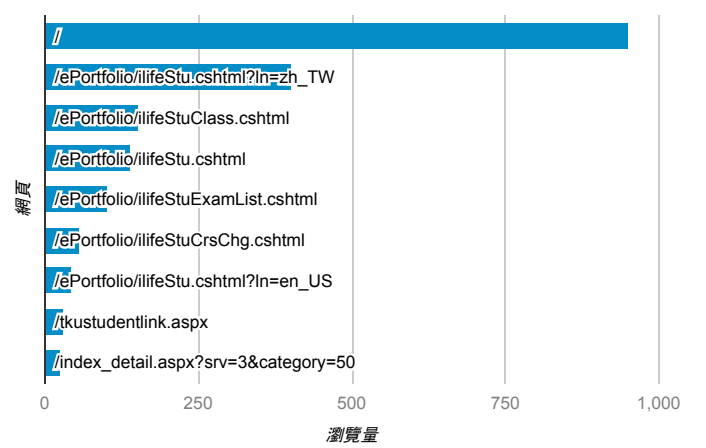 /
/ePortfolio/ilifeStu.cshtml?ln=zh_TW
/ePortfolio/ilifeStuClass.cshtml
/ePortfolio/ilifeStu.cshtml
/ePortfolio/ilifeStuExamList.cshtml
/ePortfolio/ilifeStuCrsChg.cshtml
/ePortfolio/ilifeStu.cshtml?ln=en_US
/tkustudentlink.aspx
/index_detail.aspx?srv=3&category=50
網頁
0 250 500 750 1,000
瀏覽量